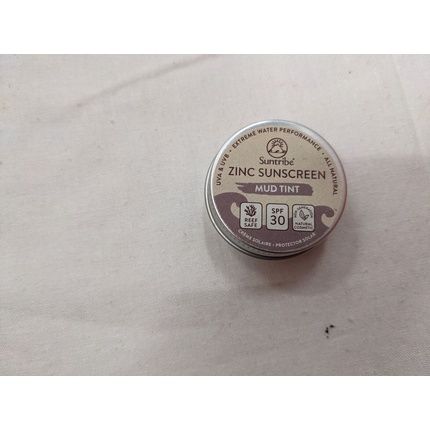 UVA & UVB • EXTREME WATER PERFORMANCE • ALL NATURAL
Suntribe®
ZINC SUNSCREEN
MUD TINT
REEF SAFE
SPF 30
NATURAL COSMETIC
CRÈME SOLAIRE • PROTECTOR SOLAR